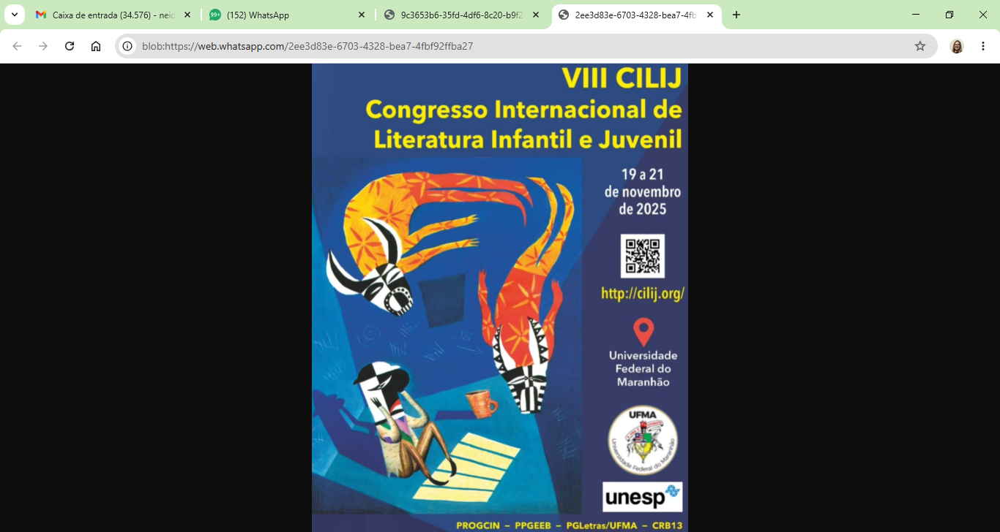 Caixa de entrada (34.576) - neid
99+
(152) WhatsApp
9c3653b6-35fd-4df6-8c20-b9f2
2ee3d83e-6703-4328-bea7-4fb
blob:https://web.whatsapp.com/2ee3d83e-6703-4328-bea7-4fbf92ffba27
VIII CILIJ
Congresso Internacional de
Literatura Infantil e Juvenil
19 a 21
de novembro
de 2025
http://cilij.org/
Universidade
Federal do
Maranhão
UFMA
Universidade Federal do Maranhão
unesp
PROGCIN – PPGEEB – PGLetras/UFMA – CRB13